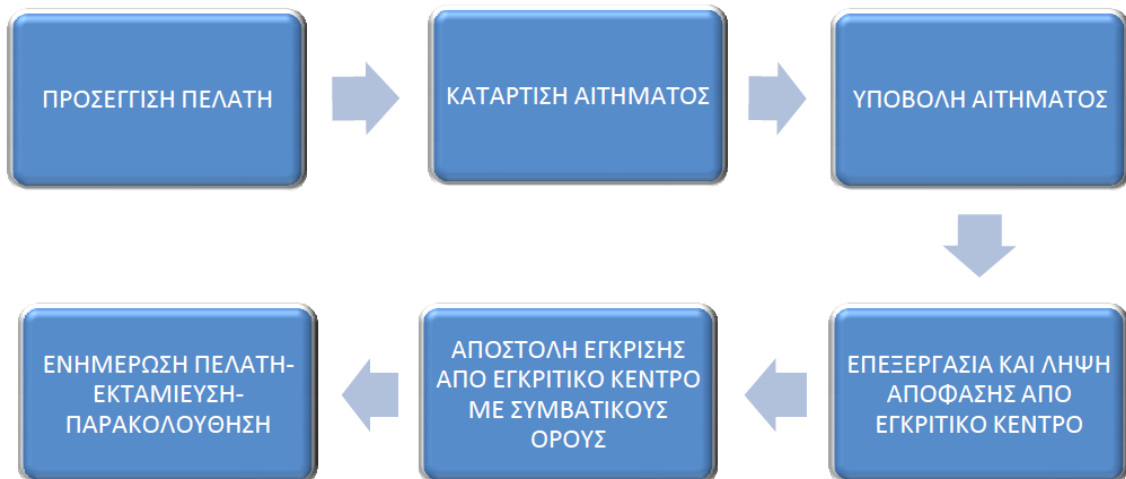 ΠΡΟΣΕΓΓΙΣΗ ΠΕΛΑΤΗ
ΚΑΤΑΡΤΙΣΗ ΑΙΤΗΜΑΤΟΣ
ΥΠΟΒΟΛΗ ΑΙΤΗΜΑΤΟΣ
ΕΠΕΞΕΡΓΑΣΙΑ ΚΑΙ ΛΗΨΗ
ΑΠΟΦΑΣΗΣ ΑΠΟ
ΕΓΚΡΙΤΙΚΟ ΚΕΝΤΡΟ
ΑΠΟΣΤΟΛΗ ΕΓΚΡΙΣΗΣ
ΑΠΟ ΕΓΚΡΙΤΙΚΟ ΚΕΝΤΡΟ
ΜΕ ΣΥΜΒΑΤΙΚΟΥΣ
ΟΡΟΥΣ
ΕΝΗΜΕΡΩΣΗ ΠΕΛΑΤΗ-
ΕΚΤΑΜΙΕΥΣΗ-
ΠΑΡΑΚΟΛΟΥΘΗΣΗ